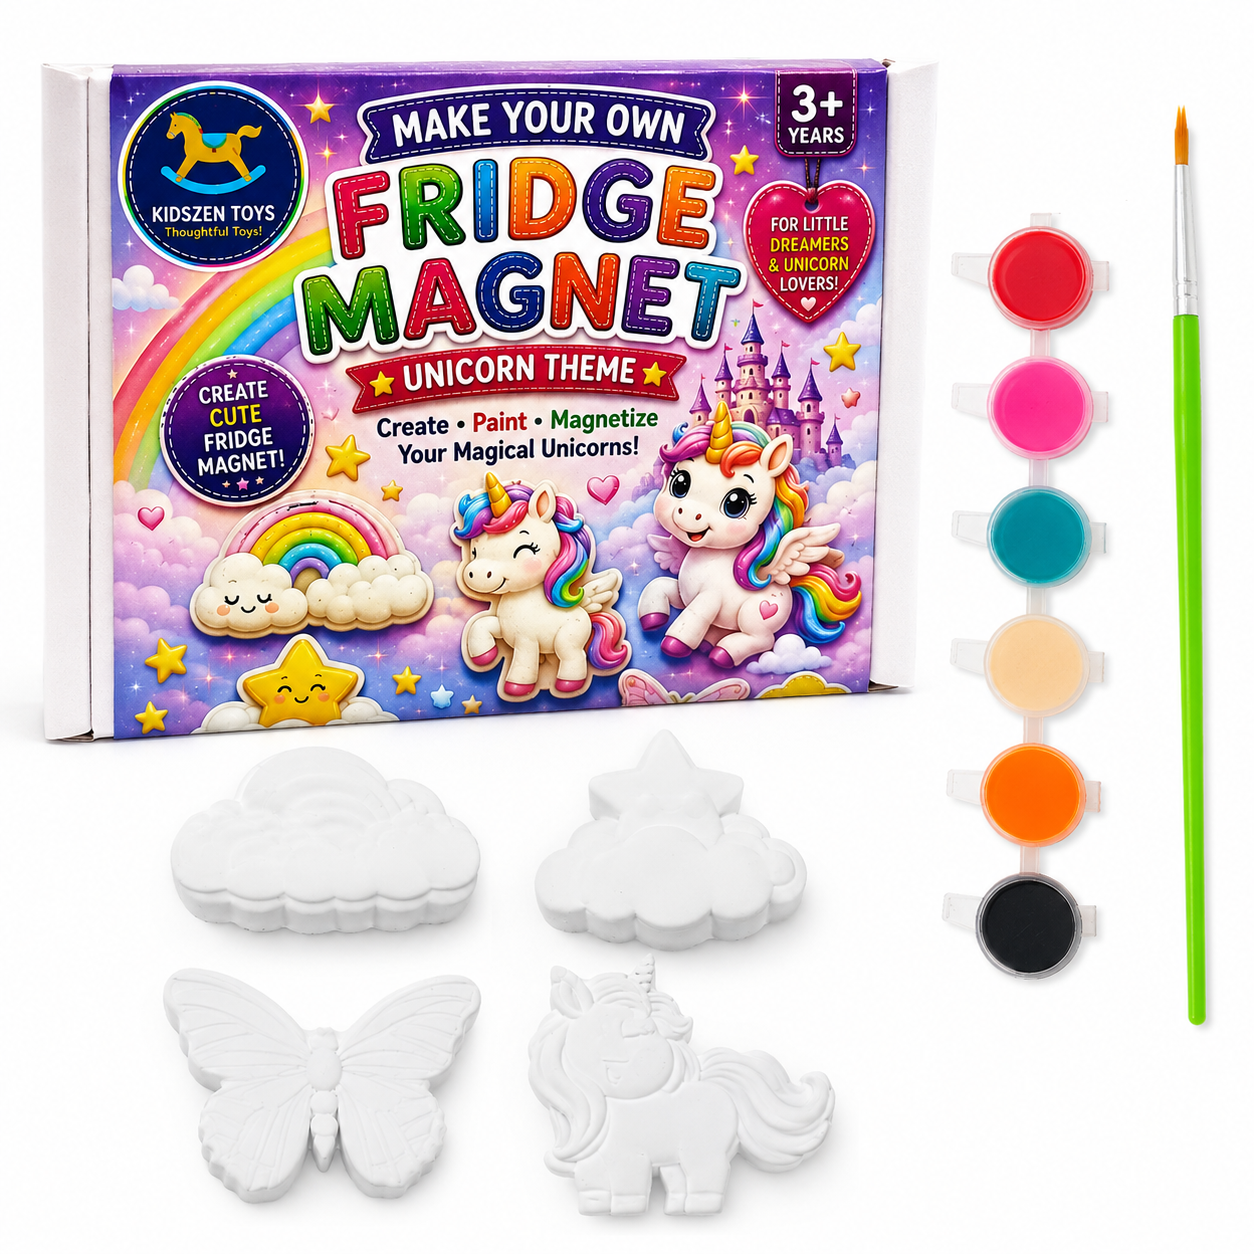 KIDSZEN TOYS
Thoughtful Toys!
MAKE YOUR OWN
FRIDGE
MAGNET
UNICORN THEME
Create • Paint • Magnetize
Your Magical Unicorns!
3+
YEARS
FOR LITTLE
DREAMERS
& UNICORN
LOVERS!
CREATE
CUTE
FRIDGE
MAGNET!